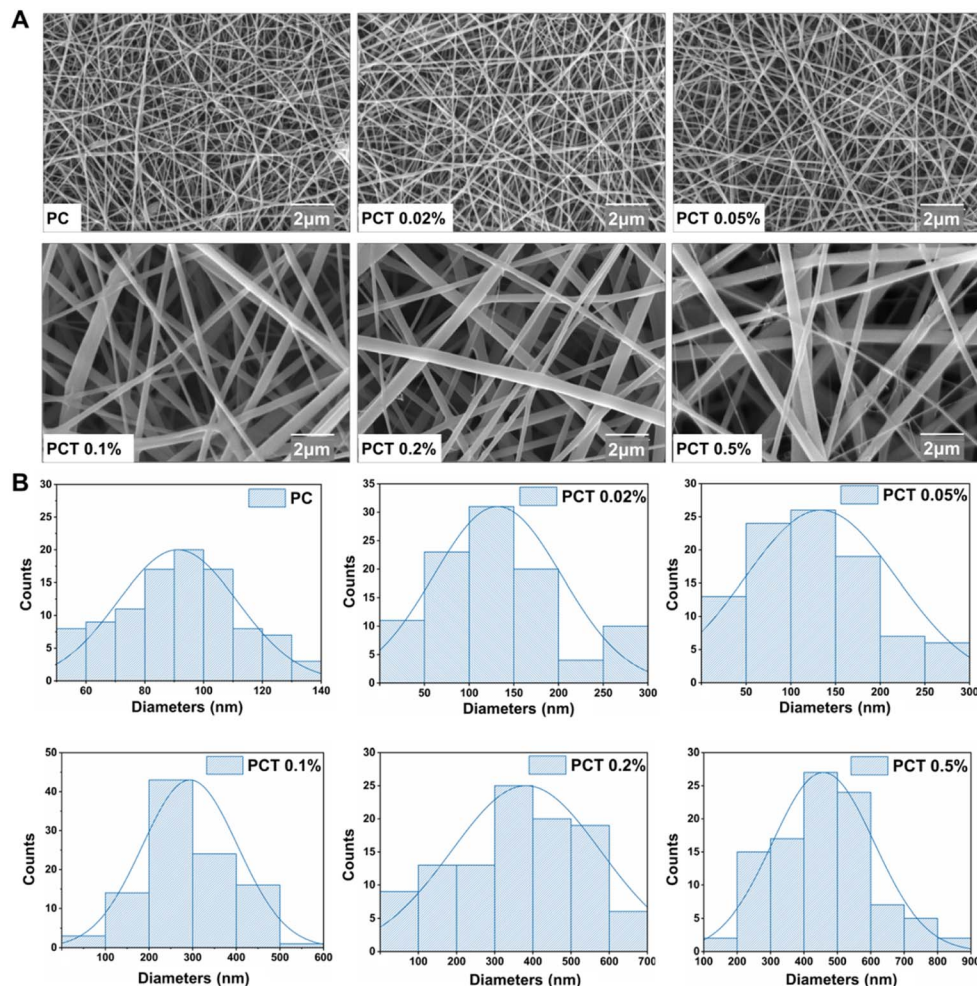 A
PC
2μm
PCT 0.02%
2μm
PCT 0.05%
2μm
PCT 0.1%
2μm
PCT 0.2%
2μm
PCT 0.5%
2μm
B
PC
30
25
20
15
10
5
0
Counts
60 80 100 120 140
Diameters (nm)
PCT 0.02%
35
30
25
20
15
10
5
0
Counts
50 100 150 200 250 300
Diameters (nm)
PCT 0.05%
30
25
20
15
10
5
0
Counts
50 100 150 200 250 300
Diameters (nm)
PCT 0.1%
50
40
30
20
10
0
Counts
100 200 300 400 500 600
Diameters (nm)
PCT 0.2%
30
25
20
15
10
5
0
Counts
100 200 300 400 500 600 700
Diameters (nm)
PCT 0.5%
30
25
20
15
10
5
0
Counts
100 200 300 400 500 600 700 800 900
Diameters (nm)